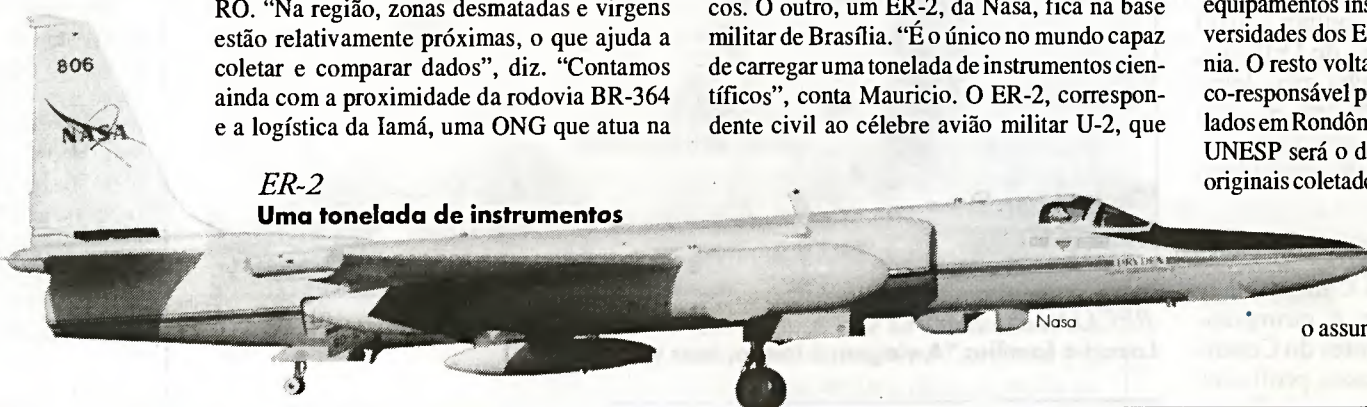 RO. “Na região, zonas desmatadas e virgens
estão relativamente próximas, o que ajuda a
coletar e comparar dados”, diz. “Contamos
ainda com a proximidade da rodovia BR-364
e a logística da Iamá, uma ONG que atua na
cos. O outro, um ER-2, da Nasa, fica na base
militar de Brasília. “É o único no mundo capaz
de carregar uma tonelada de instrumentos cien-
tíficos”, conta Mauricio. O ER-2, correspon-
dente civil ao célebre avião militar U-2, que
equipamentos ins
versidades dos E
nia. O resto volta
co-responsável p
lados em Rondôn
UNESP será o d
originais coletad
o assun
806
NASA
ER-2
Uma tonelada de instrumentos
DRYDEN
Nasa